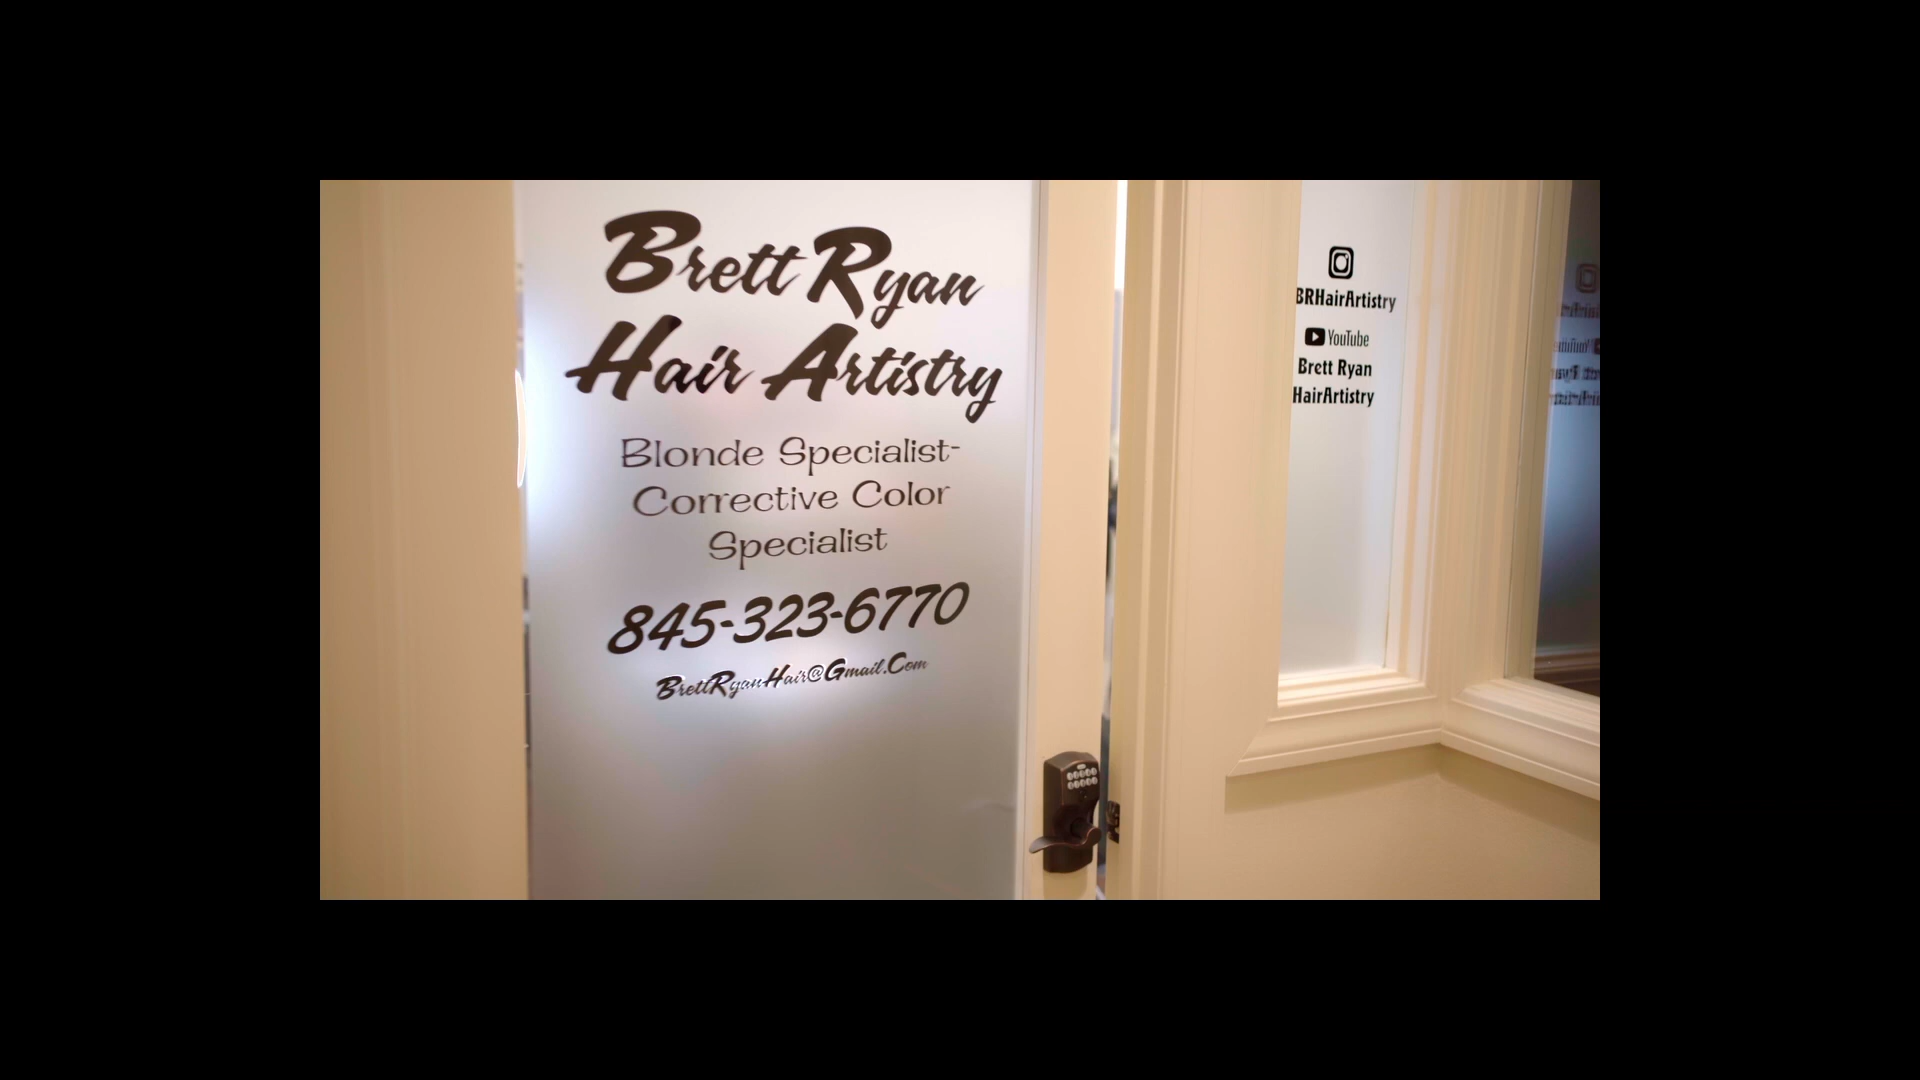 Brett Ryan
Hair Artistry
Blonde Specialist-
Corrective Color
Specialist
845-323-6770
BrettRyanHair@Gmail.Com
BRHairArtistry
YouTube
Brett Ryan
HairArtistry